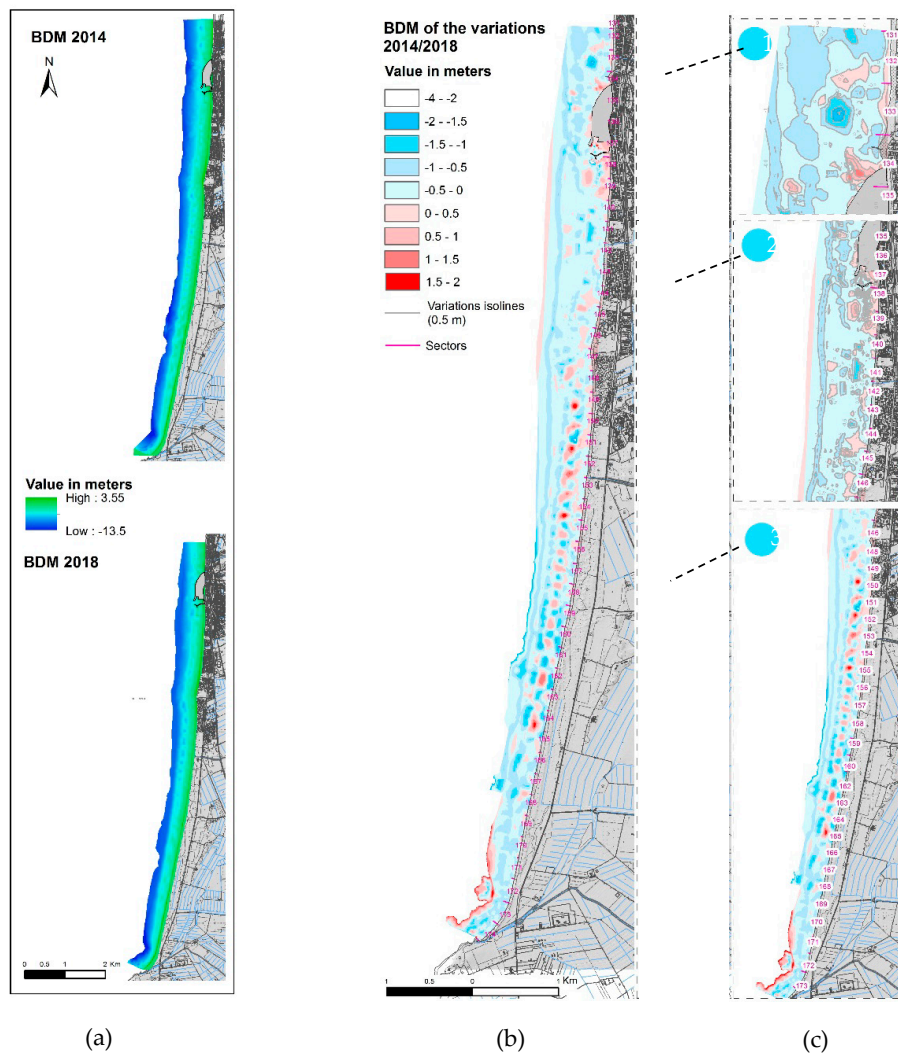 BDM 2014
N
Value in meters
High : 3.55
Low : -13.5
BDM 2018
0 0.5 1 2 Km
(a)
BDM of the variations
2014/2018
Value in meters
-4 - -2
-2 - -1.5
-1.5 - -1
-1 - -0.5
-0.5 - 0
0 - 0.5
0.5 - 1
1 - 1.5
1.5 - 2
Variations isolines
(0.5 m)
Sectors
1 0.5 0 1 Km
(b)
1
131
132
133
134
135
2
135
136
137
138
139
140
141
142
143
144
145
146
3
146
148
149
150
151
152
153
154
155
156
157
158
159
160
162
163
164
165
166
167
168
169
170
171
172
173
(c)